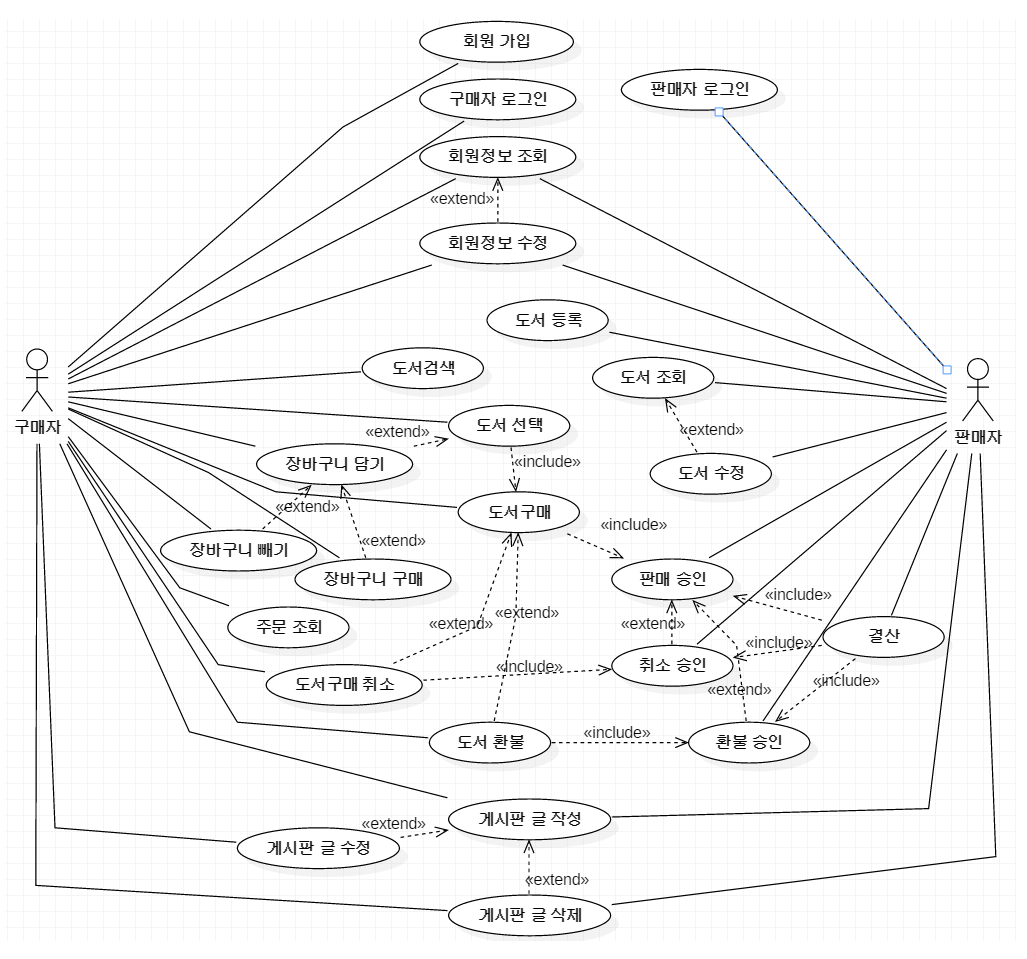 회원 가입
구매자 로그인
판매자 로그인
회원정보 조회
«extend»
회원정보 수정
도서 등록
도서검색
도서 조회
구매자
판매자
도서 선택
«extend»
«extend»
장바구니 담기
«include»
도서 수정
«extend»
도서구매
«include»
«extend»
장바구니 빼기
장바구니 구매
판매 승인
«include»
«extend»
«extend»
«extend»
주문 조회
결산
«include»
«include»
취소 승인
도서구매 취소
«include»
«extend»
도서 환불
«include»
환불 승인
게시판 글 작성
«extend»
게시판 글 수정
«extend»
게시판 글 삭제